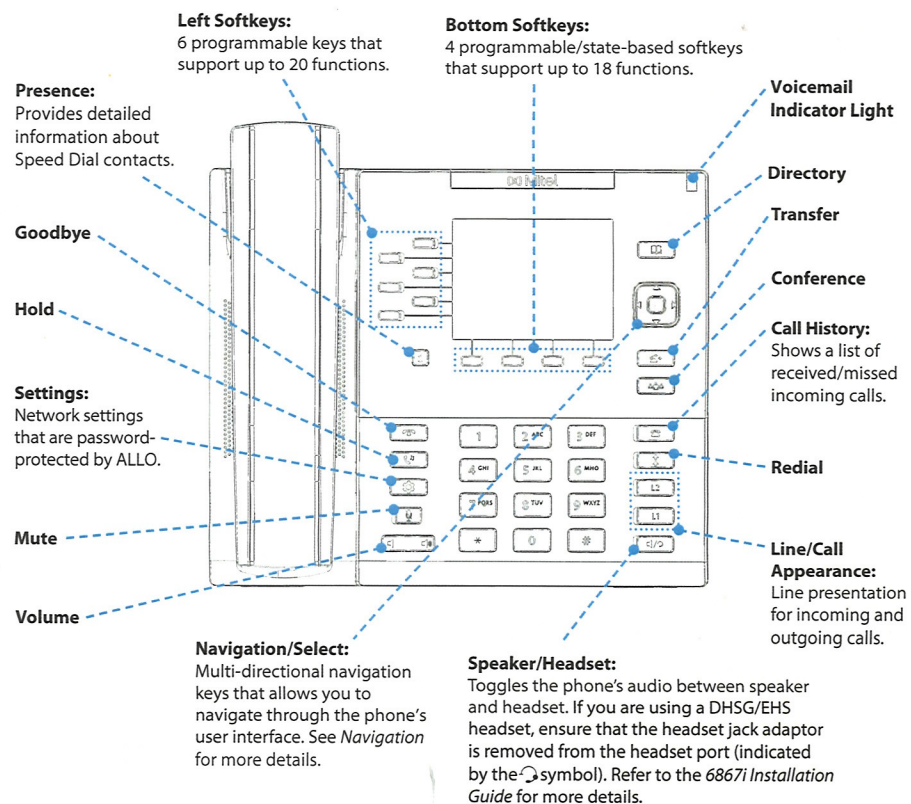 Left Softkeys:
6 programmable keys that
support up to 20 functions.
Bottom Softkeys:
4 programmable/state-based softkeys
that support up to 18 functions.
Presence:
Provides detailed
information about
Speed Dial contacts.
Goodbye
Hold
Settings:
Network settings
that are password-
protected by ALLO.
Mute
Volume
Voicemail
Indicator Light
Directory
Transfer
Conference
Call History:
Shows a list of
received/missed
incoming calls.
Redial
Line/Call
Appearance:
Line presentation
for incoming and
outgoing calls.
Mitel
1
2 ABC
3 DEF
4 GHI
5 JKL
6 MNO
7 PQRS
8 TUV
9 WXYZ
*
0
#
L2
L1
Navigation/Select:
Multi-directional navigation
keys that allows you to
navigate through the phone's
user interface. See Navigation
for more details.
Speaker/Headset:
Toggles the phone's audio between speaker
and headset. If you are using a DHSG/EHS
headset, ensure that the headset jack adaptor
is removed from the headset port (indicated
by the symbol). Refer to the 6867i Installation
Guide for more details.